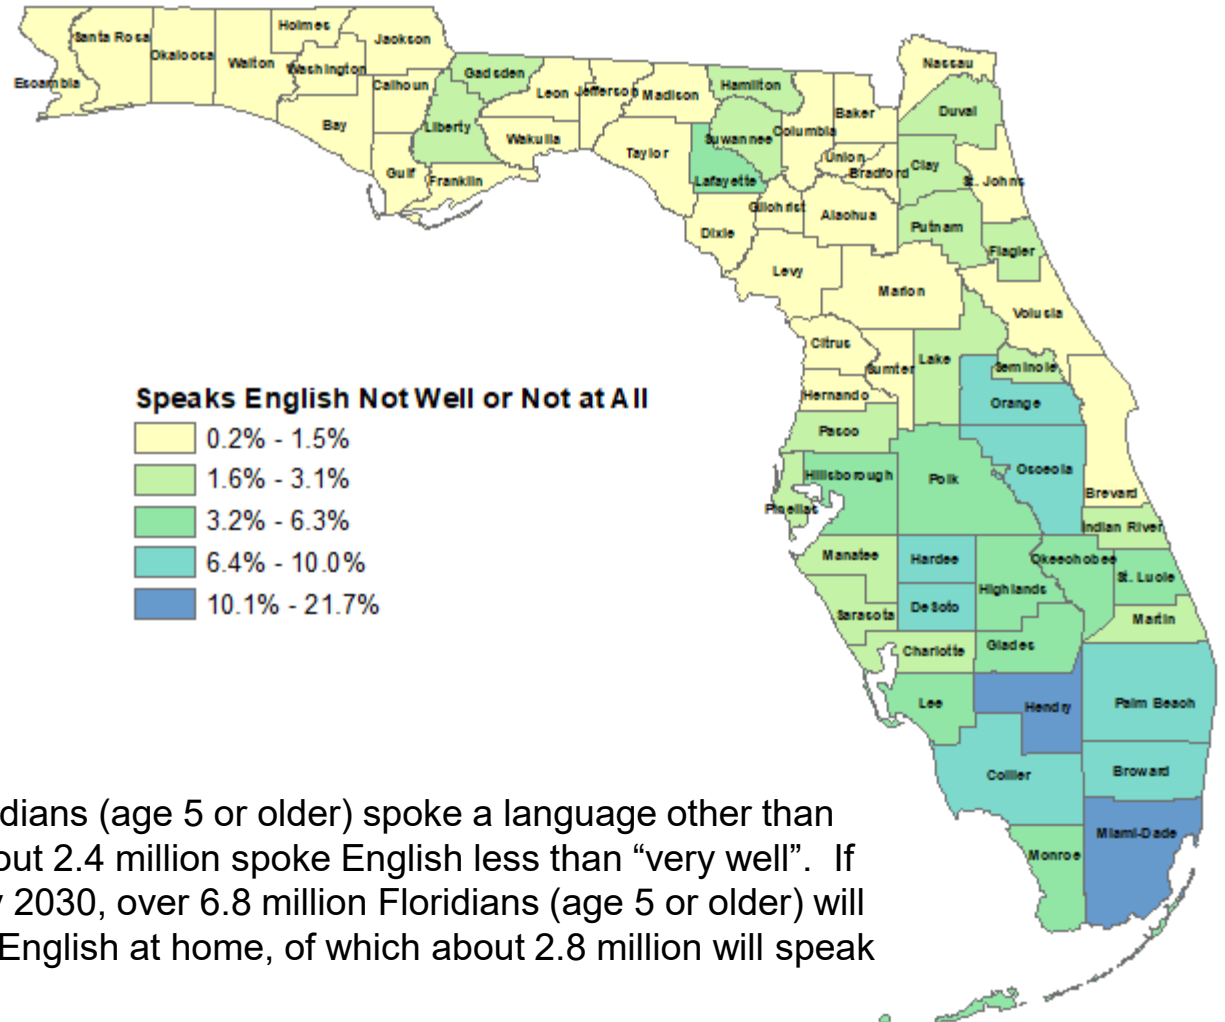 Holmes
Santa Rosa
Jackson
Okaloosa
Walton
Washington
Escambia
Calhoun
Bay
Gulf
Franklin
Gadsden
Liberty
Leon
Jefferson
Madison
Wakulla
Taylor
Hamilton
Suwannee
Lafayette
Columbia
Baker
Nassau
Duval
Union
Bradford
Clay
St. Johns
Gilchrist
Alachua
Putnam
Flagler
Dixie
Levy
Marion
Volusia
Citrus
Sumter
Lake
Seminole
Hernando
Orange
Pasco
Osceola
Hillsborough
Polk
Brevard
Pinellas
Indian River
Manatee
Hardee
Okeechobee
Highlands
St. Lucie
Sarasota
DeSoto
Martin
Charlotte
Glades
Lee
Hendry
Palm Beach
Collier
Broward
Miami-Dade
Monroe
Speaks English Not Well or Not at All
0.2% - 1.5%
1.6% - 3.1%
3.2% - 6.3%
6.4% - 10.0%
10.1% - 21.7%
dians (age 5 or older) spoke a language other than
out 2.4 million spoke English less than “very well”. If
y 2030, over 6.8 million Floridians (age 5 or older) will
English at home, of which about 2.8 million will speak